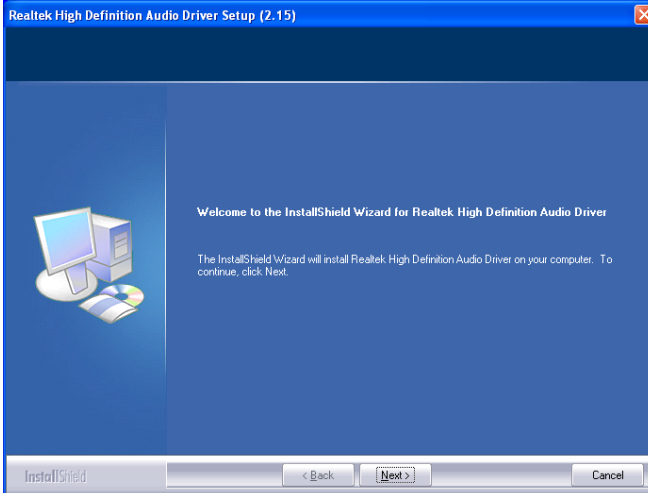 Realtek High Definition Audio Driver Setup (2.15)
Welcome to the InstallShield Wizard for Realtek High Definition Audio Driver
The InstallShield Wizard will install Realtek High Definition Audio Driver on your computer. To
continue, click Next.
InstallShield
< Back Next > Cancel